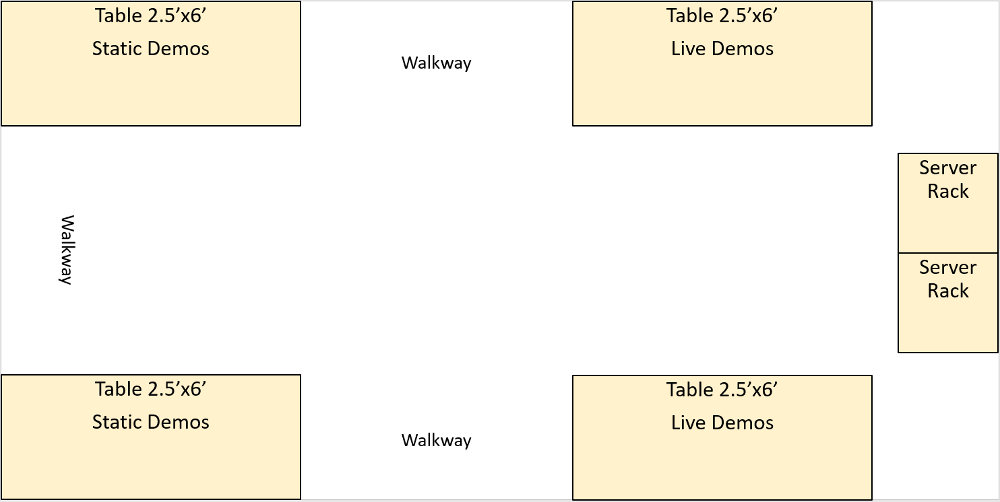 Table 2.5’x6’
Static Demos
Walkway
Table 2.5’x6’
Live Demos
Server
Rack
Walkway
Server
Rack
Table 2.5’x6’
Static Demos
Walkway
Table 2.5’x6’
Live Demos